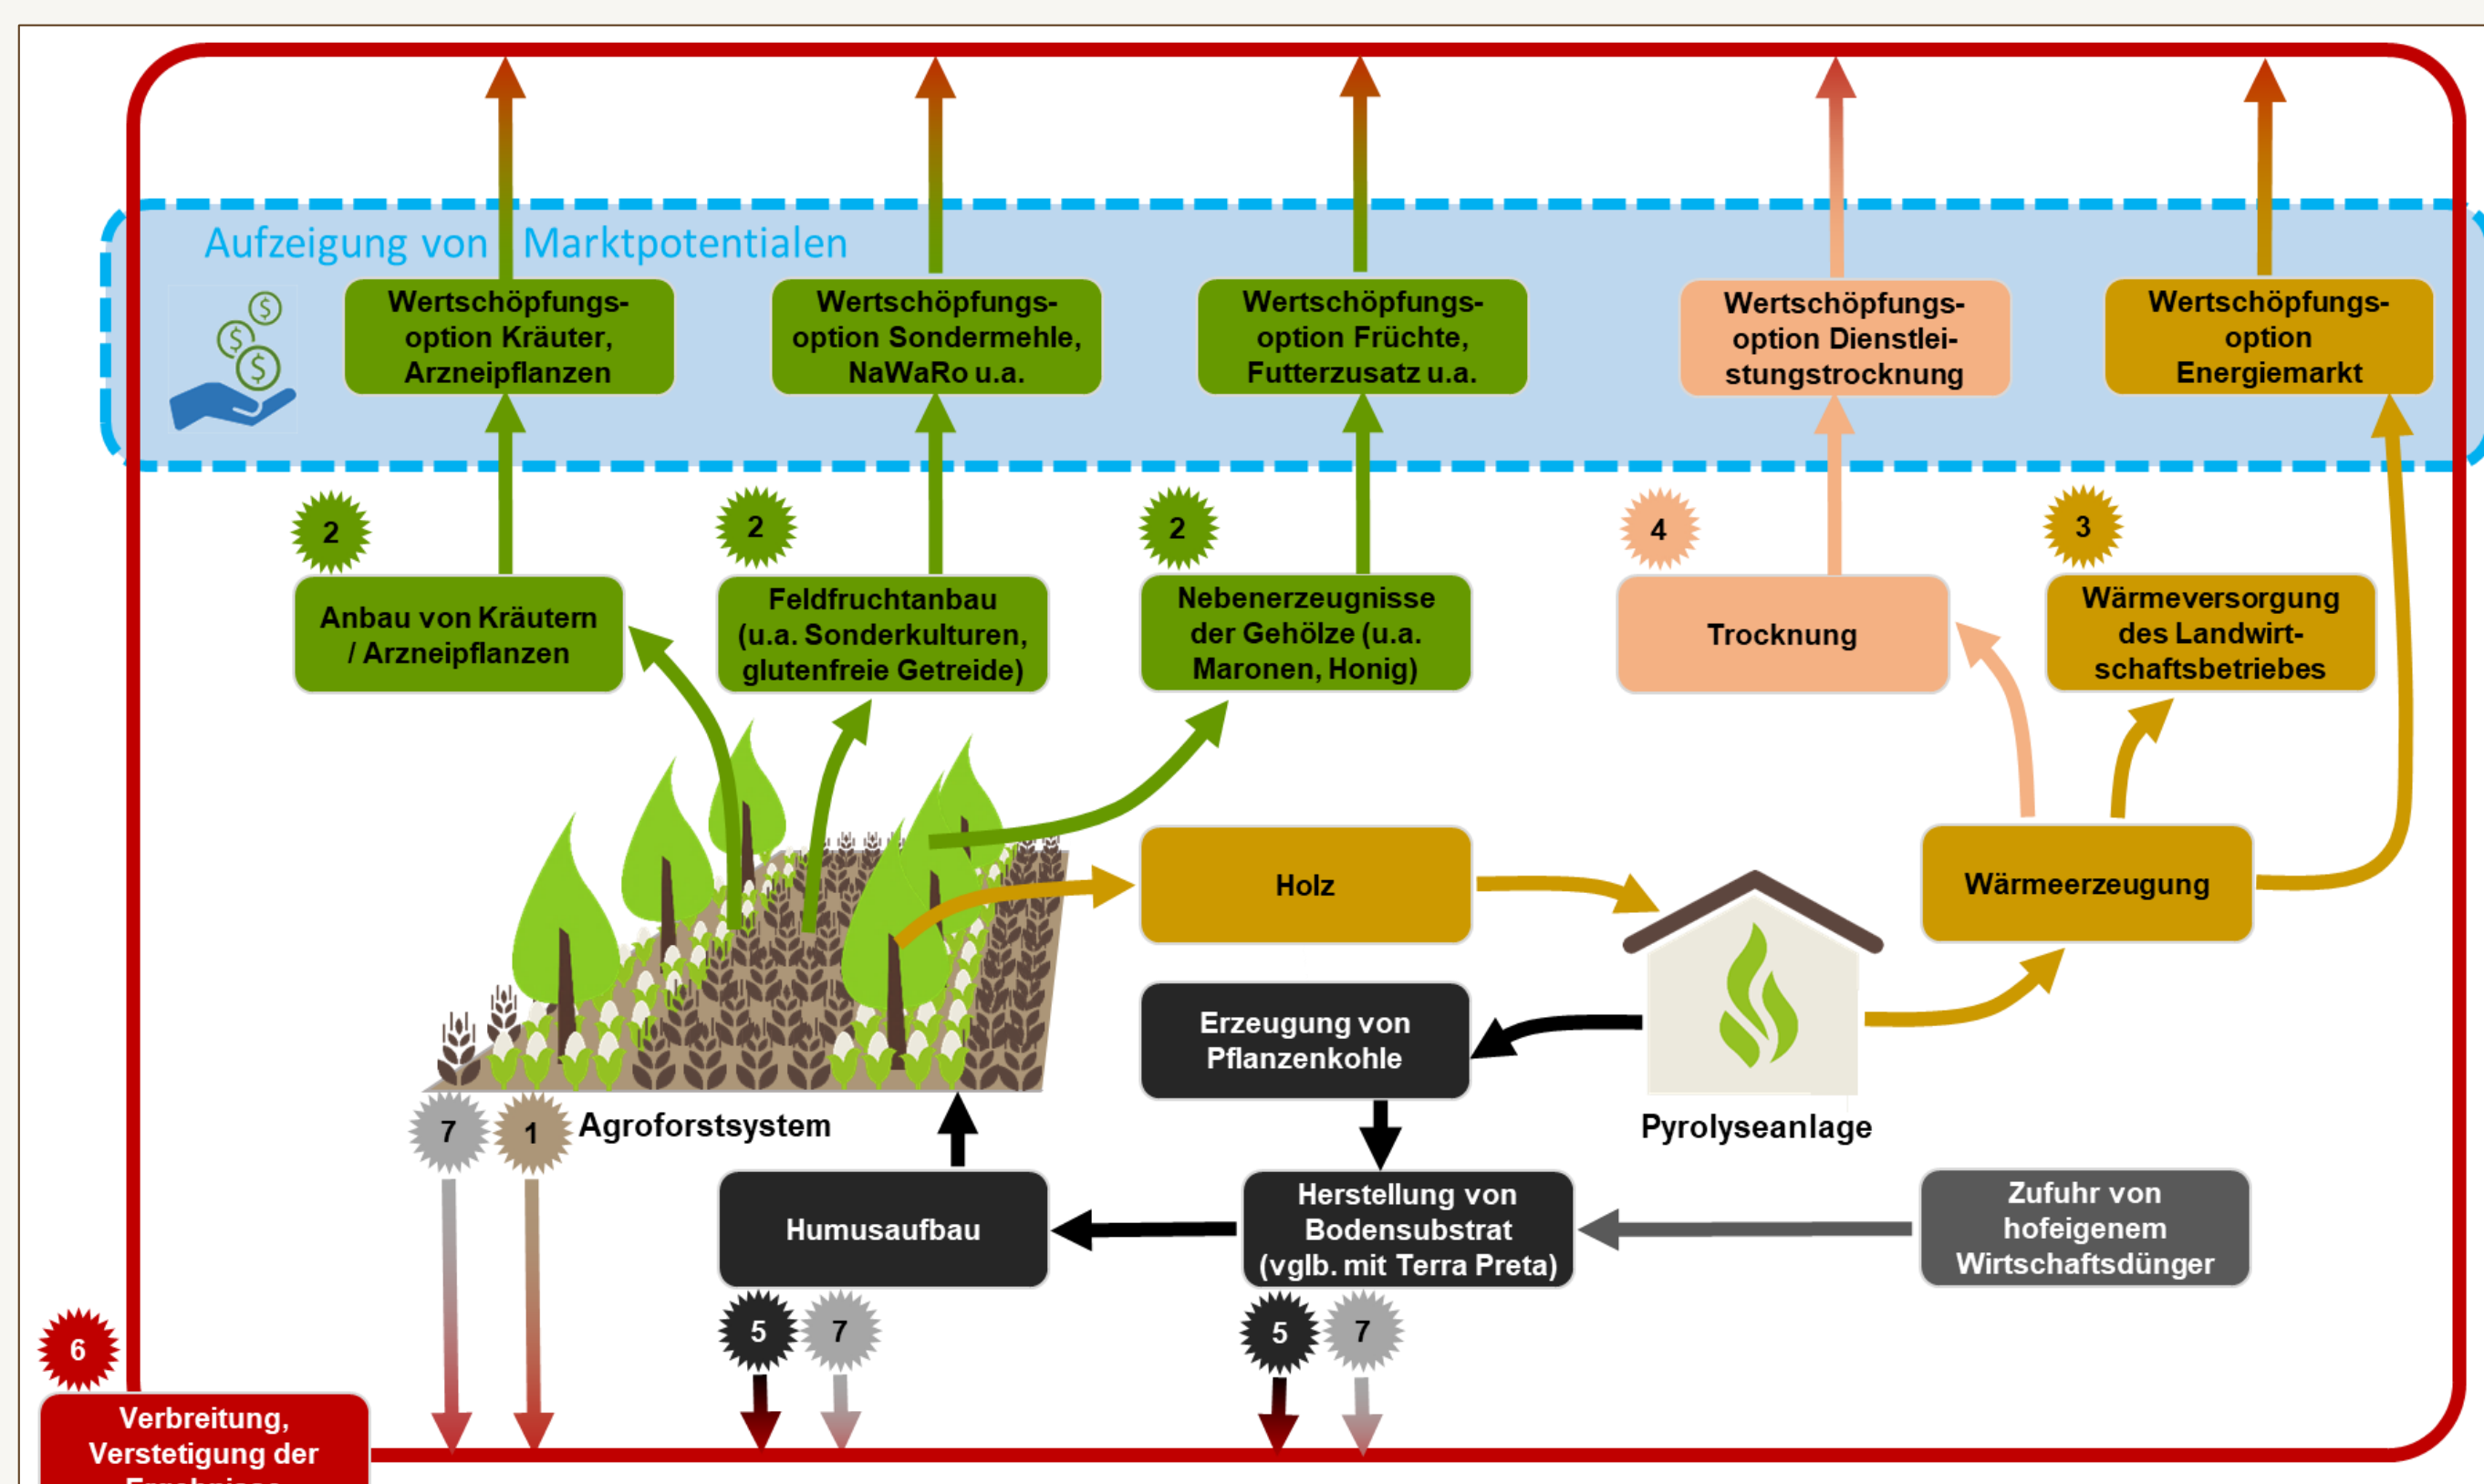 Aufzeigung von Marktpotentialen
Wertschöpfungs-
option Kräuter,
Arzneipflanzen
Wertschöpfungs-
option Sondermehle,
NaWaRo u.a.
Wertschöpfungs-
option Früchte,
Futterzusatz u.a.
Wertschöpfungs-
option Dienstlei-
stungstrocknung
Wertschöpfungs-
option
Energiemarkt
2
2
2
4
3
Anbau von Kräutern
/ Arzneipflanzen
Feldfruchtanbau
(u.a. Sonderkulturen,
glutenfreie Getreide)
Nebenerzeugnisse
der Gehölze (u.a.
Maronen, Honig)
Trocknung
Wärmeversorgung
des Landwirt-
schaftsbetriebes
Holz
Wärmeerzeugung
Erzeugung von
Pflanzenkohle
7
1
Agroforstsystem
Pyrolyseanlage
Humusaufbau
Herstellung von
Bodensubstrat
(vglb. mit Terra Preta)
Zufuhr von
hofeigenem
Wirtschaftsdünger
5
7
5
7
6
Verbreitung,
Verstetigung der
Ergebnisse